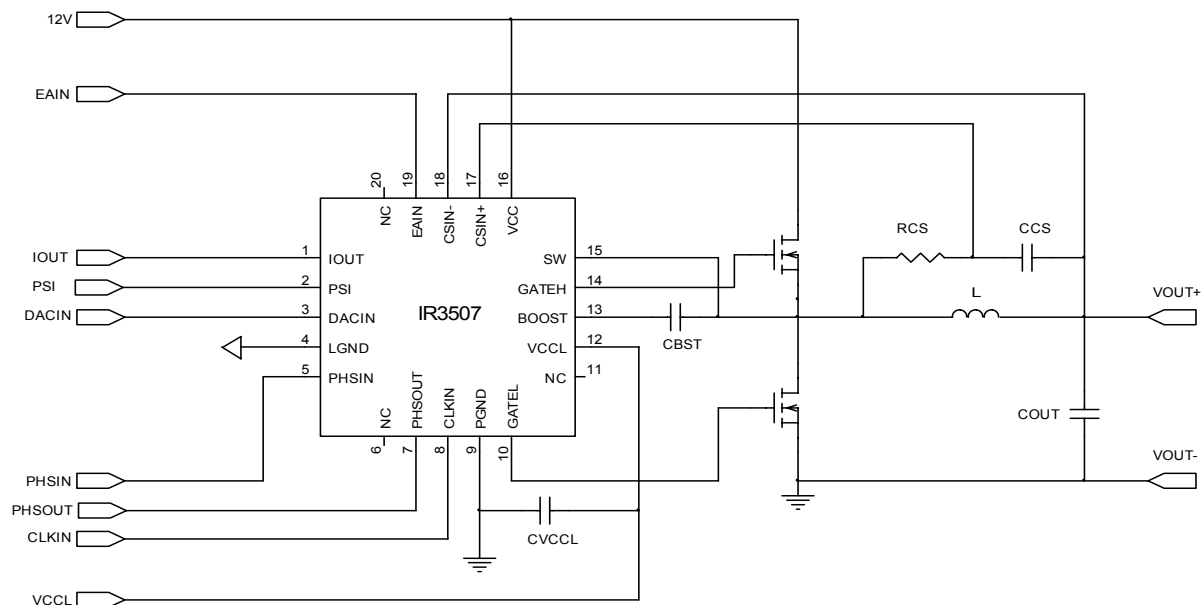 12V
EAIN
20
19
18
17
16
NC
EAIN
CSIN-
CSIN+
VCC
RCS
CCS
IOUT
1
IOUT
SW
15
PSI
2
PSI
GATEH
14
L
VOUT+
DACIN
3
DACIN
IR3507
BOOST
13
CBST
4
LGND
VCCL
12
5
PHSIN
NC
11
NC
PHSOUT
CLKIN
PGND
GATEL
COUT
6
7
8
9
10
VOUT-
PHSIN
PHSOUT
CLKIN
CVCCL
VCCL